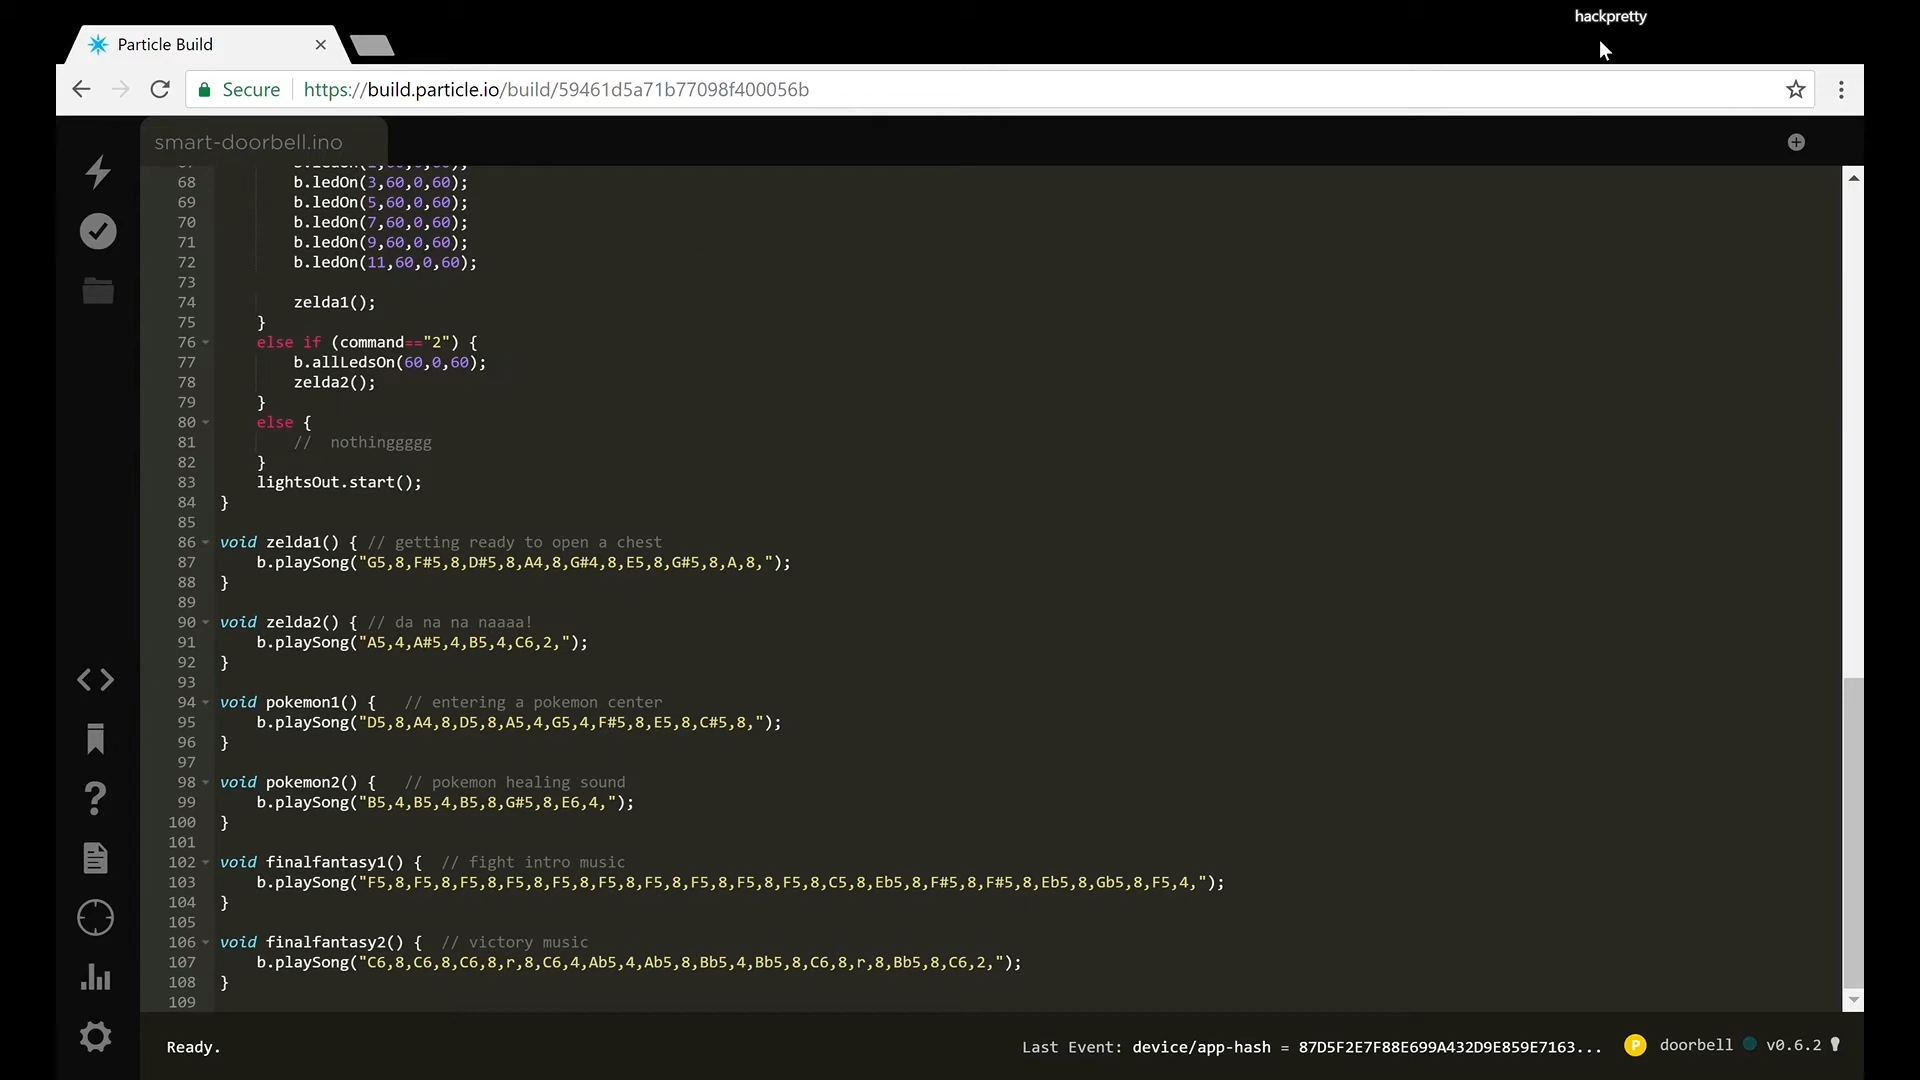 hackpretty
Particle Build
Secure https://build.particle.io/build/59461d5a71b77098f400056b
smart-doorbell.ino
68 b.ledOn(3,60,0,60);
69 b.ledOn(5,60,0,60);
70 b.ledOn(7,60,0,60);
71 b.ledOn(9,60,0,60);
72 b.ledOn(11,60,0,60);
73
74 zelda1();
75 }
76 else if (command=="2") {
77 b.allLedsOn(60,0,60);
78 zelda2();
79 }
80 else {
81 // nothinggggg
82 }
83 lightsOut.start();
84 }
85
86 void zelda1() { // getting ready to open a chest
87 b.playSong("G5,8,F#5,8,D#5,8,A4,8,G#4,8,E5,8,G#5,8,A,8,");
88 }
89
90 void zelda2() { // da na na naaaa!
91 b.playSong("A5,4,A#5,4,B5,4,C6,2,");
92 }
93
94 void pokemon1() { // entering a pokemon center
95 b.playSong("D5,8,A4,8,D5,8,A5,4,G5,4,F#5,8,E5,8,C#5,8,");
96 }
97
98 void pokemon2() { // pokemon healing sound
99 b.playSong("B5,4,B5,4,B5,8,G#5,8,E6,4,");
100 }
101
102 void finalfantasy1() { // fight intro music
103 b.playSong("F5,8,F5,8,F5,8,F5,8,F5,8,F5,8,F5,8,F5,8,F5,8,F5,8,C5,8,Eb5,8,F#5,8,F#5,8,Eb5,8,Gb5,8,F5,4,");
104 }
105
106 void finalfantasy2() { // victory music
107 b.playSong("C6,8,C6,8,C6,8,r,8,C6,4,Ab5,4,Ab5,8,Bb5,4,Bb5,8,C6,8,r,8,Bb5,8,C6,2,");
108 }
109
Ready. Last Event: device/app-hash = 87D5F2E7F88E699A432D9E859E7163... P doorbell v0.6.2